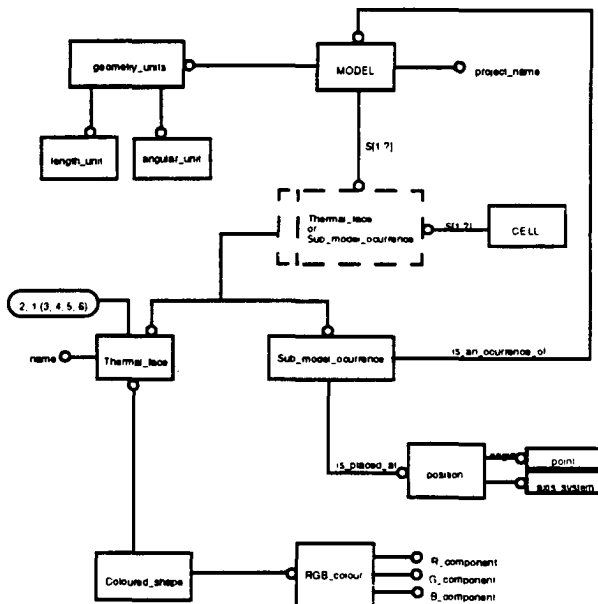 geometry_units
MODEL
project_name
length_unit
angular_unit
S[1 ?]
Thermal_face
or
Sub_model_ocurrence
S[1 ?]
CELL
2, 1 (3, 4, 5, 6)
name
Thermal_face
Sub_model_ocurrence
is_an_ocurrence_of
is_placed_at
position
origin
point
axis_system
Coloured_shape
RGB_colour
R_component
G_component
B_component